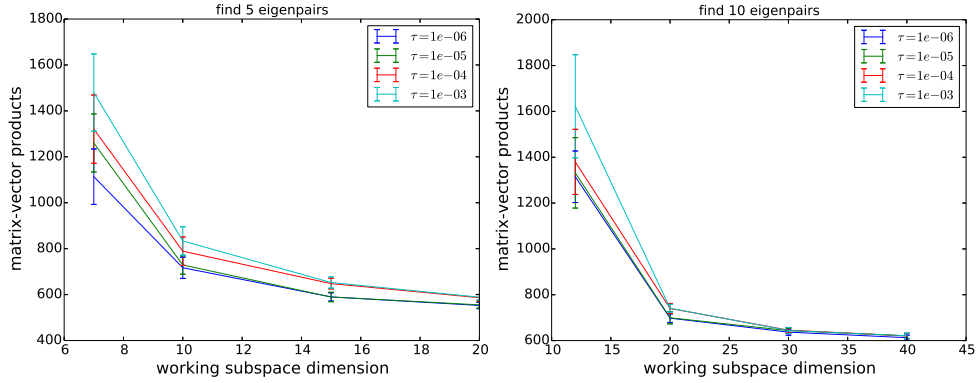 find 5 eigenpairs
1800
1600
1400
1200
1000
800
600
400
6 8 10 12 14 16 18 20
matrix-vector products
working subspace dimension
τ=1e−06
τ=1e−05
τ=1e−04
τ=1e−03
find 10 eigenpairs
2000
1800
1600
1400
1200
1000
800
600
10 15 20 25 30 35 40 45
matrix-vector products
working subspace dimension
τ=1e−06
τ=1e−05
τ=1e−04
τ=1e−03